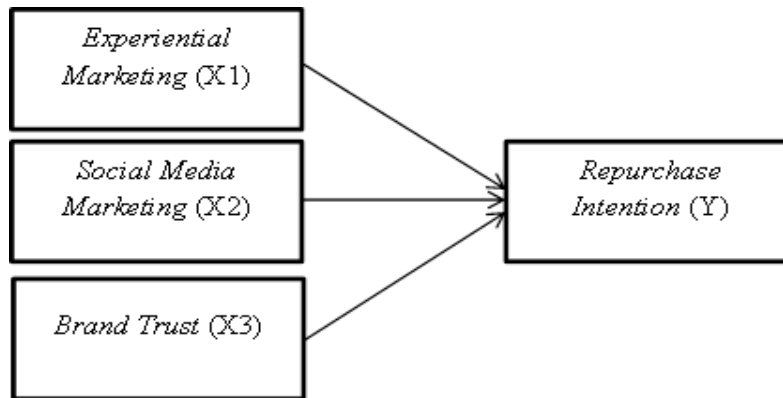 Experiential
Marketing (X1)
Social Media
Marketing (X2)
Repurchase
Intention (Y)
Brand Trust (X3)